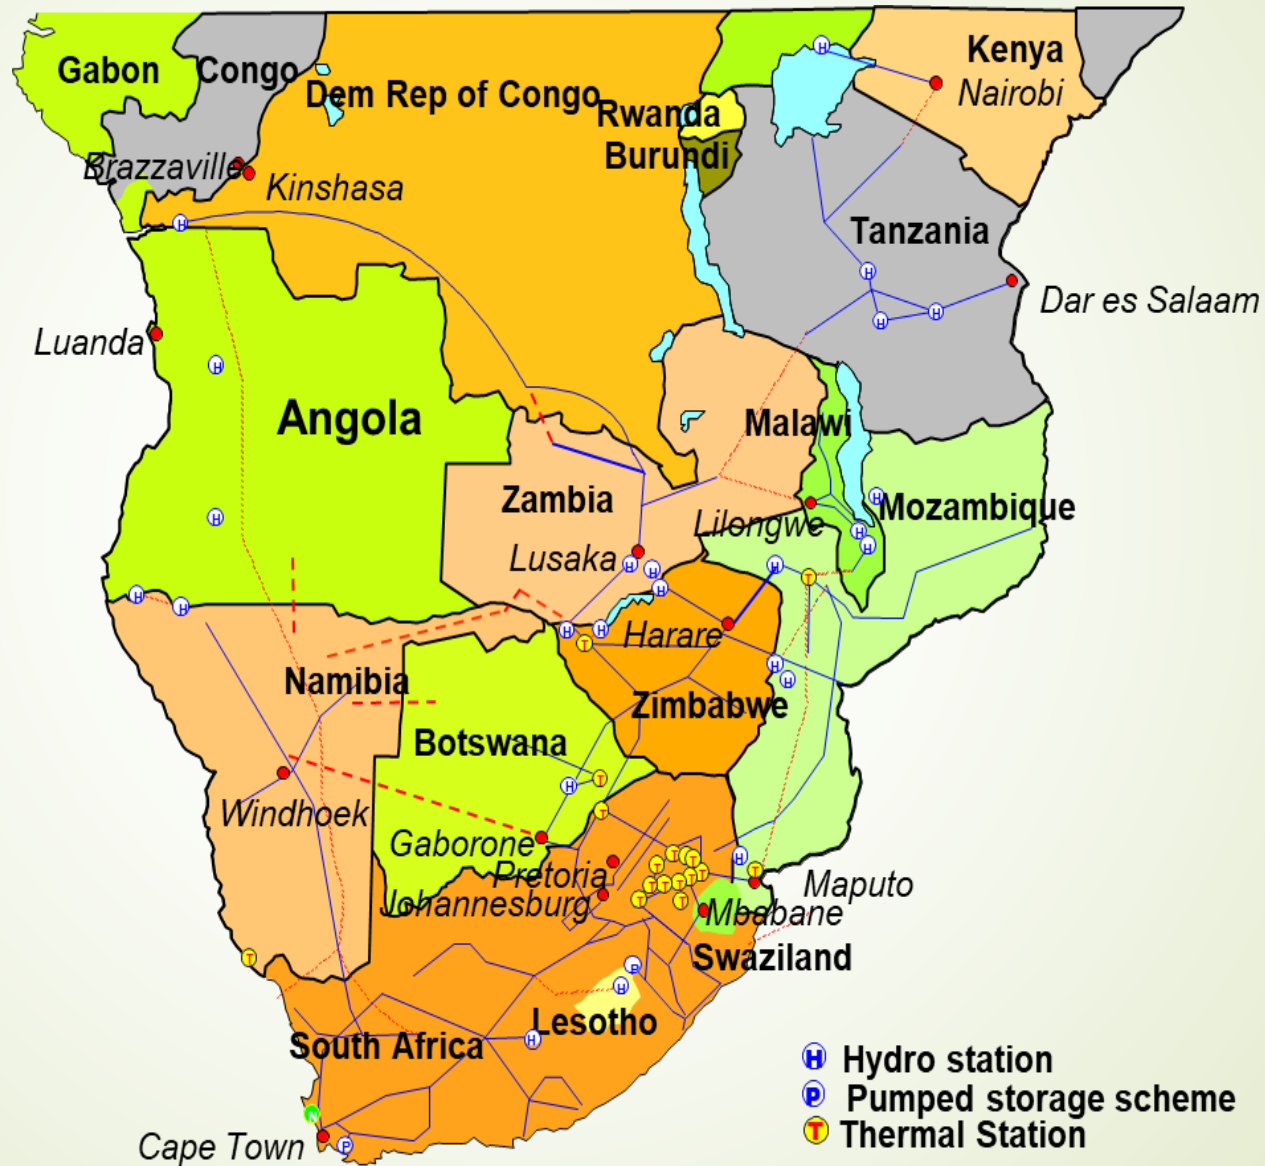 Gabon
Congo
Dem Rep of Congo
Kenya
Nairobi
Rwanda
Burundi
Brazzaville
Kinshasa
Tanzania
Dar es Salaam
Luanda
Angola
Malawi
Zambia
Mozambique
Lilongwe
Lusaka
Harare
Namibia
Zimbabwe
Botswana
Windhoek
Gaborone
Pretoria
Johannesburg
Maputo
Mbabane
Swaziland
Lesotho
South Africa
Cape Town
H Hydro station
P Pumped storage scheme
T Thermal Station